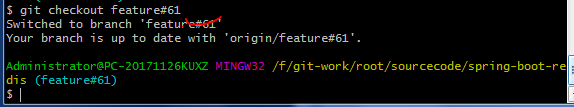 $ git checkout feature#61
Switched to branch 'feature#61'
Your branch is up to date with 'origin/feature#61'.
Administrator@PC-20171126KUXZ MINGW32 /f/git-work/root/sourcecode/spring-boot-re
dis (feature#61)
$